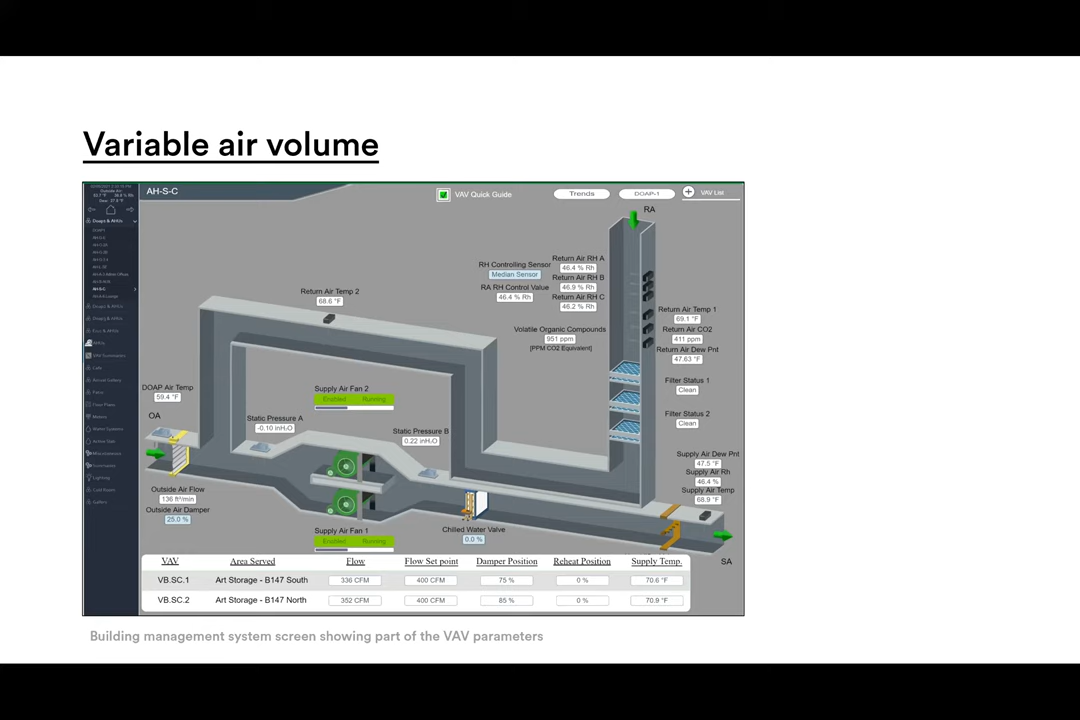 Variable air volume
AH-S-C
VAV Quick Guide
Trends
DOAP-1
VAV List
RA
Return Air RH A
46.4 % Rh
RH Controlling Sensor
Median Sensor
Return Air RH B
46.9 % Rh
RA RH Control Value
46.4 % Rh
Return Air RH C
46.2 % Rh
Return Air Temp 2
68.6 °F
Return Air Temp 1
69.1 °F
Volatile Organic Compounds
951 ppm
[PPM CO2 Equivalent]
Return Air CO2
411 ppm
Return Air Dew Pnt
47.63 °F
DOAP Air Temp
59.4 °F
Supply Air Fan 2
Enabled Running
Filter Status 1
Clean
OA
Static Pressure A
-0.10 inH2O
Static Pressure B
0.22 inH2O
Filter Status 2
Clean
Supply Air Dew Pnt
47.5 °F
Supply Air Rh
46.4 %
Supply Air Temp
68.9 °F
Outside Air Flow
136 ft³/min
Outside Air Damper
25.0 %
Supply Air Fan 1
Enabled Running
Chilled Water Valve
0.0 %
SA
VAV Area Served Flow Flow Set point Damper Position Reheat Position Supply Temp.
VB.SC.1 Art Storage - B147 South 336 CFM 400 CFM 75 % 0 % 70.6 °F
VB.SC.2 Art Storage - B147 North 352 CFM 400 CFM 85 % 0 % 70.9 °F
Building management system screen showing part of the VAV parameters